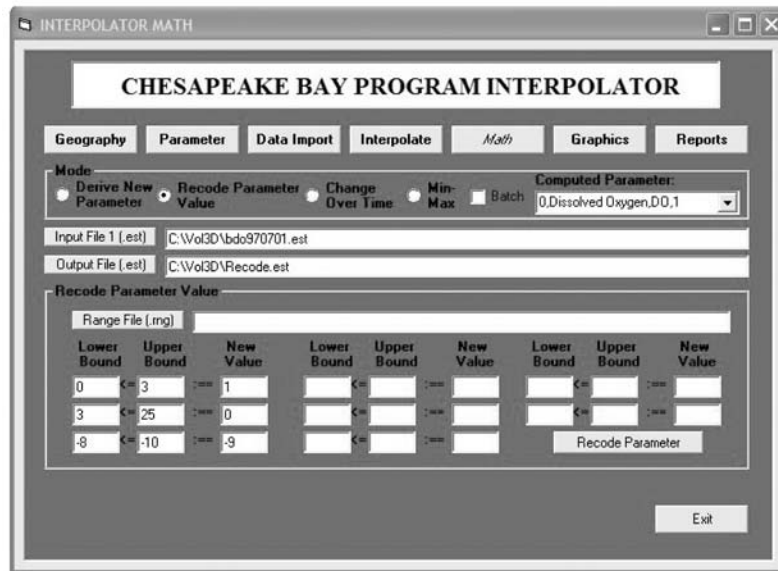 INTERPOLATOR MATH
CHESAPEAKE BAY PROGRAM INTERPOLATOR
Geography Parameter Data Import Interpolate Math Graphics Reports
Mode
Derive New Parameter Recode Parameter Value Change Over Time Min-Max Batch Computed Parameter:
0,Dissolved Oxygen,DO,1
Input File 1 (.est) C:\Vol3D\bdo970701.est
Output File (.est) C:\Vol3D\Recode.est
Recode Parameter Value
Range File (.rng)
Lower Bound Upper Bound New Value Lower Bound Upper Bound New Value Lower Bound Upper Bound New Value
0 <= 3 :== 1 <= :== <= :==
3 <= 25 :== 0 <= :== <= :==
-8 <= -10 :== -9 <= :== Recode Parameter
Exit